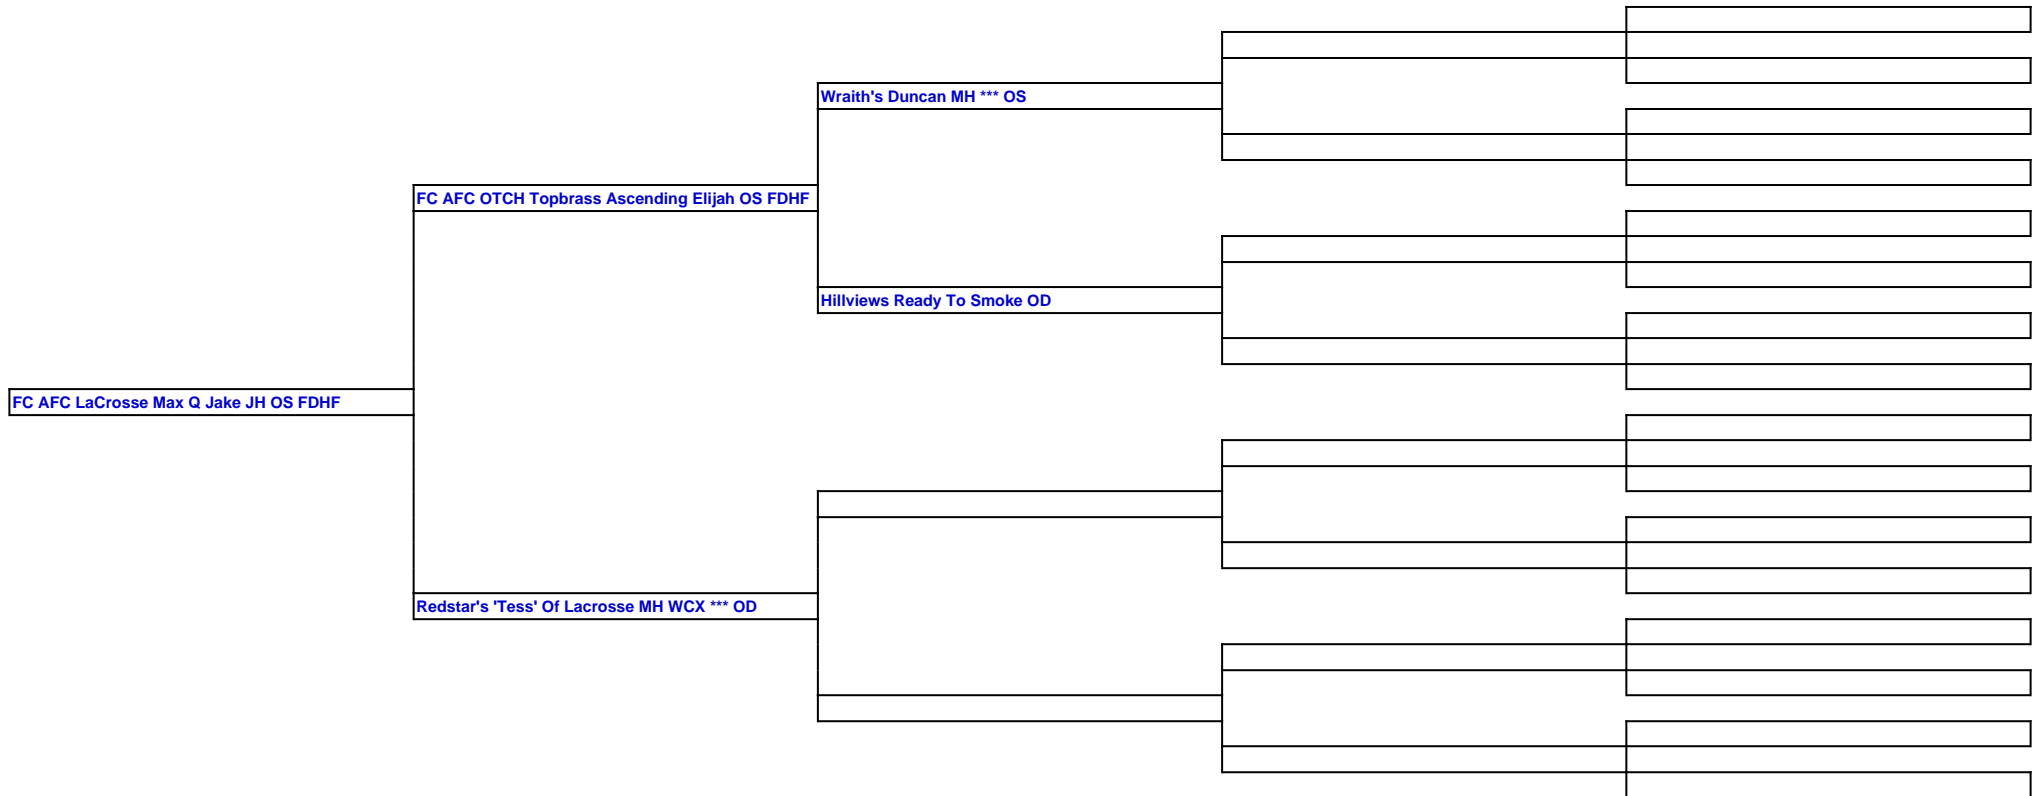 Wraith's Duncan MH *** OS
FC AFC OTCH Topbrass Ascending Elijah OS FDHF
Hillviews Ready To Smoke OD
FC AFC LaCrosse Max Q Jake JH OS FDHF
Redstar's 'Tess' Of Lacrosse MH WCX *** OD